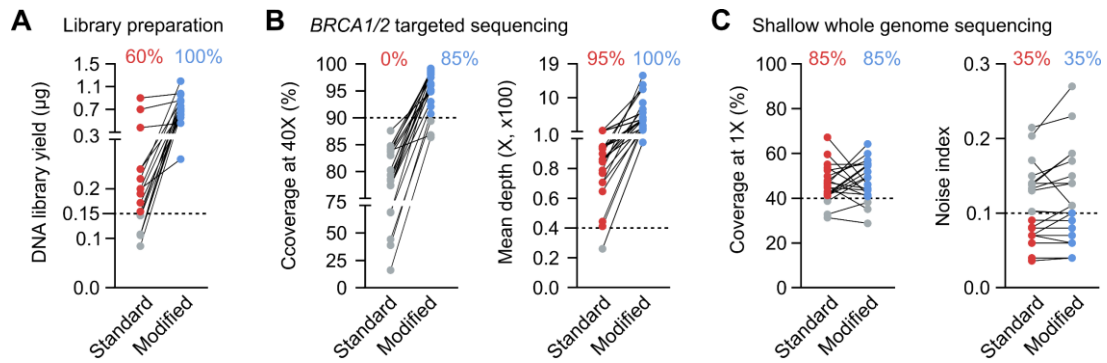 A Library preparation
60% 100%
DNA library yield (µg)
1.5
1.1
0.7
0.3
0.2
0.15
0.1
0.0
Standard
Modified
B BRCA1/2 targeted sequencing
0% 85%
Ccoverage at 40X (%)
100
95
90
85
80
75
50
25
0
Standard
Modified
95% 100%
Mean depth (X, x100)
19
10
1.0
0.8
0.6
0.4
0.2
0.0
Standard
Modified
C Shallow whole genome sequencing
85% 85%
Coverage at 1X (%)
100
80
60
40
20
0
Standard
Modified
35% 35%
Noise index
0.3
0.2
0.1
0.0
Standard
Modified